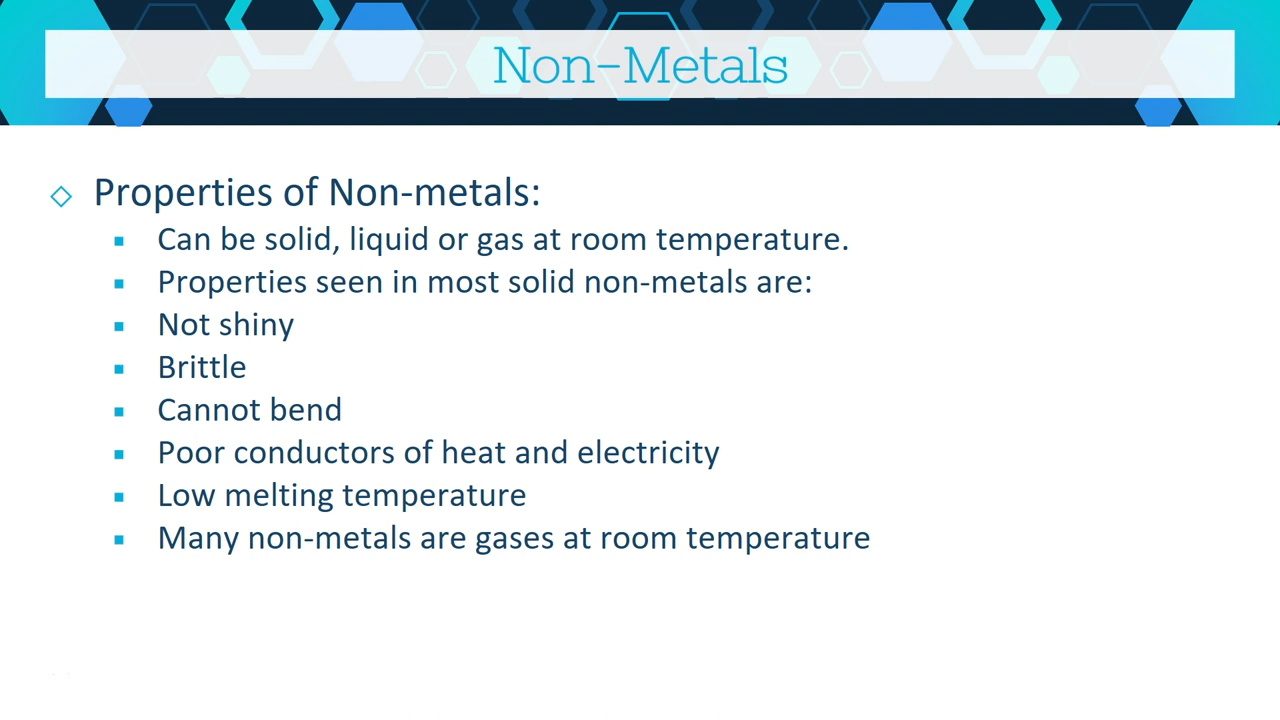 Non-Metals
Properties of Non-metals:
Can be solid, liquid or gas at room temperature.
Properties seen in most solid non-metals are:
Not shiny
Brittle
Cannot bend
Poor conductors of heat and electricity
Low melting temperature
Many non-metals are gases at room temperature